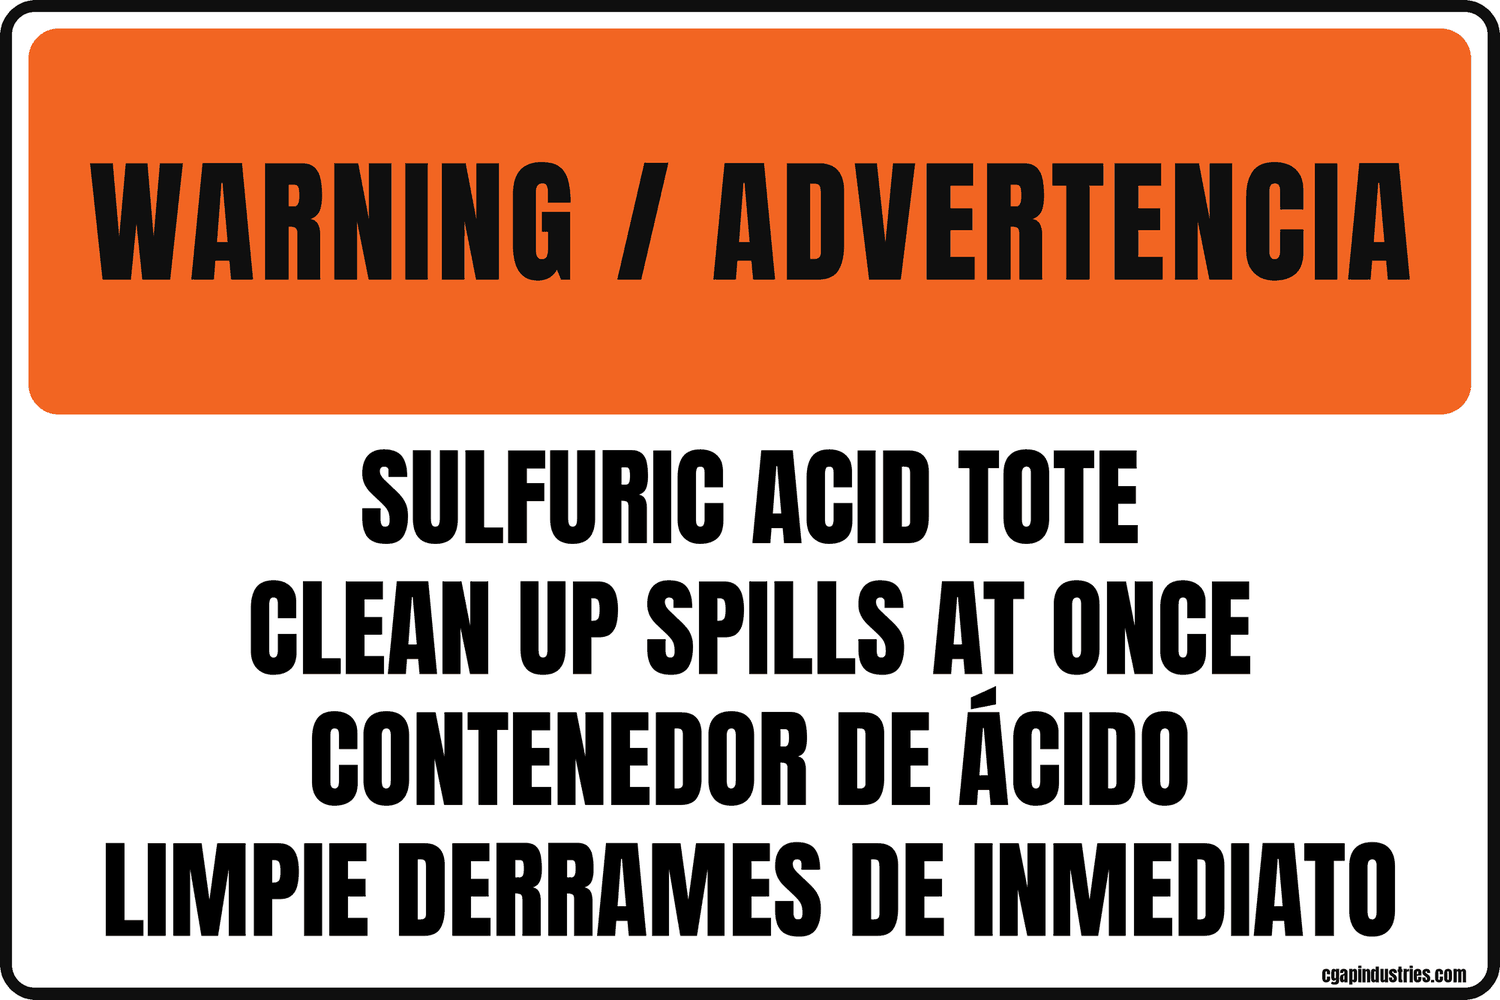 WARNING / ADVERTENCIA
SULFURIC ACID TOTE
CLEAN UP SPILLS AT ONCE
CONTENEDOR DE ÁCIDO
LIMPIE DERRAMES DE INMEDIATO
cgapindustries.com